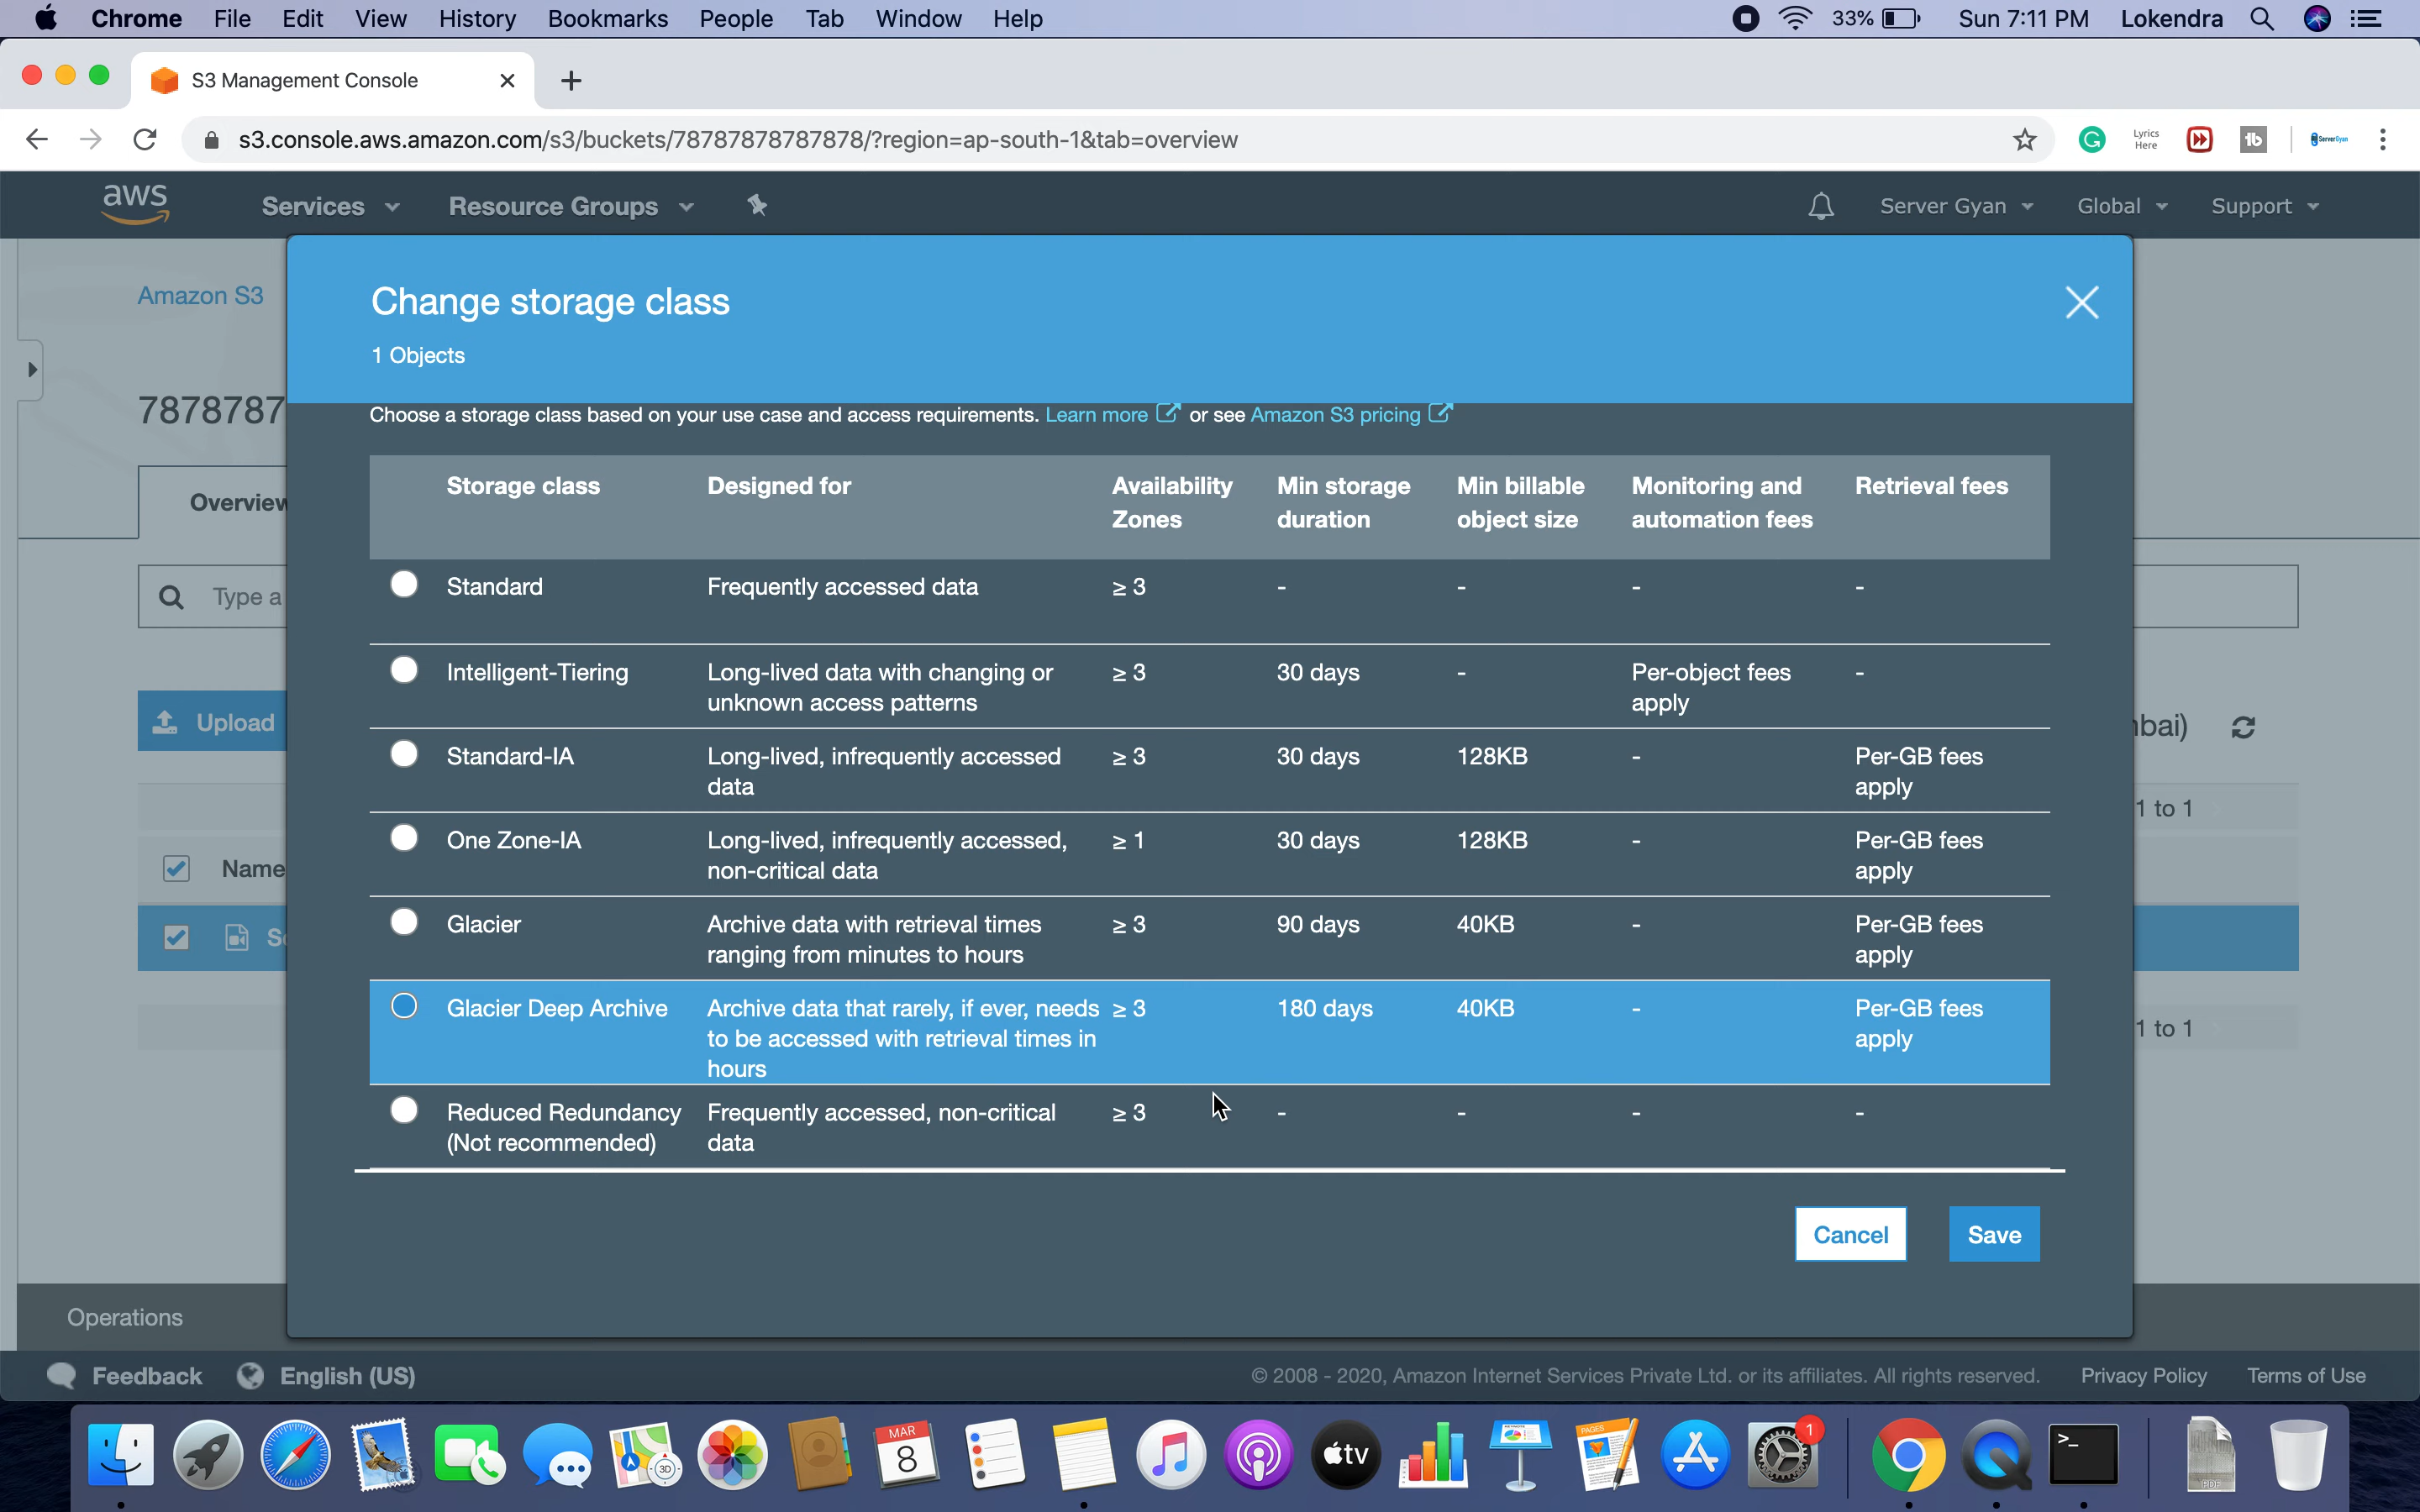 Chrome File Edit View History Bookmarks People Tab Window Help 33% Sun 7:11 PM Lokendra
S3 Management Console
s3.console.aws.amazon.com/s3/buckets/78787878787878/?region=ap-south-1&tab=overview
Lyrics Here
ServerGyan
aws Services Resource Groups Server Gyan Global Support
Amazon S3
Change storage class
1 Objects
7878787
Choose a storage class based on your use case and access requirements. Learn more or see Amazon S3 pricing
Overview
Storage class Designed for Availability Min storage Min billable Monitoring and Retrieval fees
Zones duration object size automation fees
Type a
Standard Frequently accessed data ≥ 3 - - - -
Intelligent-Tiering Long-lived data with changing or ≥ 3 30 days - Per-object fees -
unknown access patterns apply
Upload
bai)
Standard-IA Long-lived, infrequently accessed ≥ 3 30 days 128KB - Per-GB fees
data apply
1 to 1
One Zone-IA Long-lived, infrequently accessed, ≥ 1 30 days 128KB - Per-GB fees
non-critical data apply
Name
Glacier Archive data with retrieval times ≥ 3 90 days 40KB - Per-GB fees
ranging from minutes to hours apply
Glacier Deep Archive Archive data that rarely, if ever, needs ≥ 3 180 days 40KB - Per-GB fees
to be accessed with retrieval times in apply
hours
1 to 1
Reduced Redundancy Frequently accessed, non-critical ≥ 3 - - - -
(Not recommended) data
Cancel Save
Operations
Feedback English (US) © 2008 - 2020, Amazon Internet Services Private Ltd. or its affiliates. All rights reserved. Privacy Policy Terms of Use
MAR
8
3D
tv
KEYNOTE
PAGES
1
>_
PDF